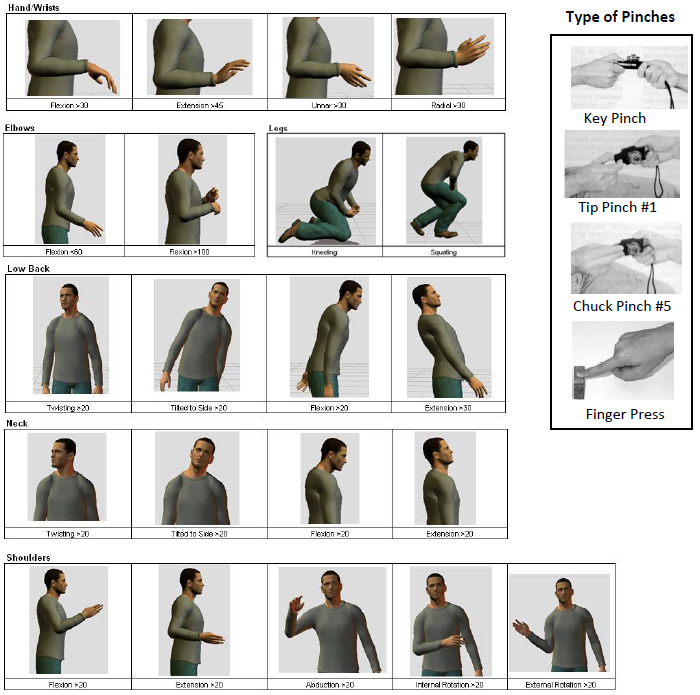 Hand/Wrists
Flexion >30
Extension >45
Unnar >30
Radial >30
Elbows
Flexion <60
Flexion >100
Legs
Kneeling
Squating
Low Back
Twisting >20
Tilted to Side >20
Flexion >20
Extension >30
Neck
Twisting >20
Tilted to Side >20
Flexion >20
Extension >20
Shoulders
Flexion >20
Extension >20
Abduction >20
Internal Rotation >20
External Rotation >20
Type of Pinches
Key Pinch
Tip Pinch #1
Chuck Pinch #5
Finger Press